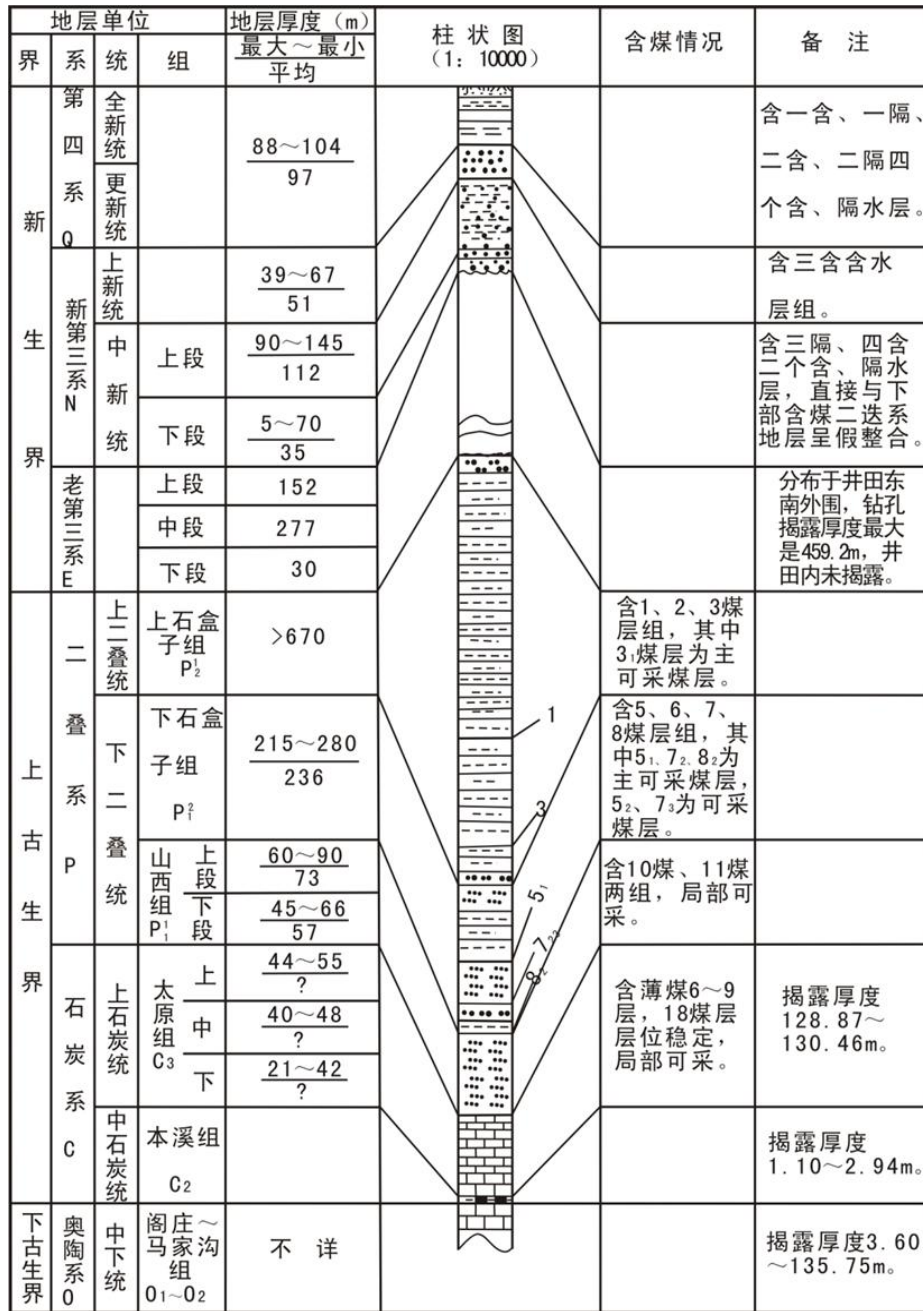 地层单位
地层厚度（m）
柱状图
（1：10000）
含煤情况
备 注
界
系
统
组
最大～最小
平均
新生界
第四系Q
全新统
更新统
88～104
97
含一含、一隔、
二含、二隔四
个含、隔水层。
新第三系N
上新统
39～67
51
含三含含水
层组。
中新统
上段
90～145
112
下段
5～70
35
含三隔、四含
二个含、隔水
层，直接与下
部含煤二迭系
地层呈假整合。
老第三系E
上段
152
中段
277
下段
30
分布于井田东
南外围，钻孔
揭露厚度最大
是459.2m，井
田内未揭露。
上古生界
二叠系P
上二叠统
上石盒
子组
P₂¹
>670
含1、2、3煤
层组，其中
3₁煤层为主
可采煤层。
下二叠统
下石盒
子组
P₁²
215～280
236
含5、6、7、
8煤层组，其
中5₁、7₂、8₂为
主可采煤层，
5₂、7₃为可采
煤层。
山西组P₁¹
上段
60～90
73
下段
45～66
57
含10煤、11煤
两组，局部可
采。
1
3
5₁
7₂₃
8₂
石炭系C
上石炭统
太原组C₃
上
44～55
?
中
40～48
?
下
21～42
?
含薄煤6～9
层，18煤层
层位稳定，
局部可采。
揭露厚度
128.87～
130.46m。
中石炭统
本溪组
C₂
揭露厚度
1.10～2.94m。
下古生界
奥陶系O
中下统
阁庄～
马家沟
组
O₁～O₂
不 详
揭露厚度3.60
～135.75m。